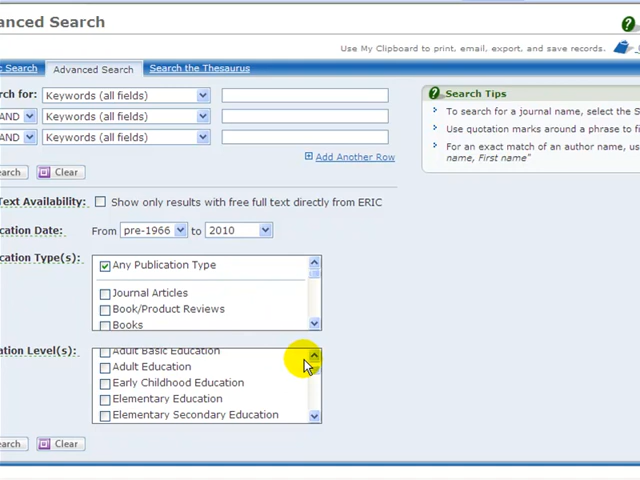 vanced Search
Use My Clipboard to print, email, export, and save records.
c Search Advanced Search Search the Thesaurus
rch for: Keywords (all fields)
AND Keywords (all fields)
AND Keywords (all fields)
Add Another Row
earch Clear
Text Availability: Show only results with free full text directly from ERIC
ication Date: From pre-1966 to 2010
ication Type(s): Any Publication Type
Journal Articles
Book/Product Reviews
Books
ation Level(s): Adult Basic Education
Adult Education
Early Childhood Education
Elementary Education
Elementary Secondary Education
earch Clear
Search Tips
To search for a journal name, select the S
Use quotation marks around a phrase to fi
For an exact match of an author name, us
name, First name"